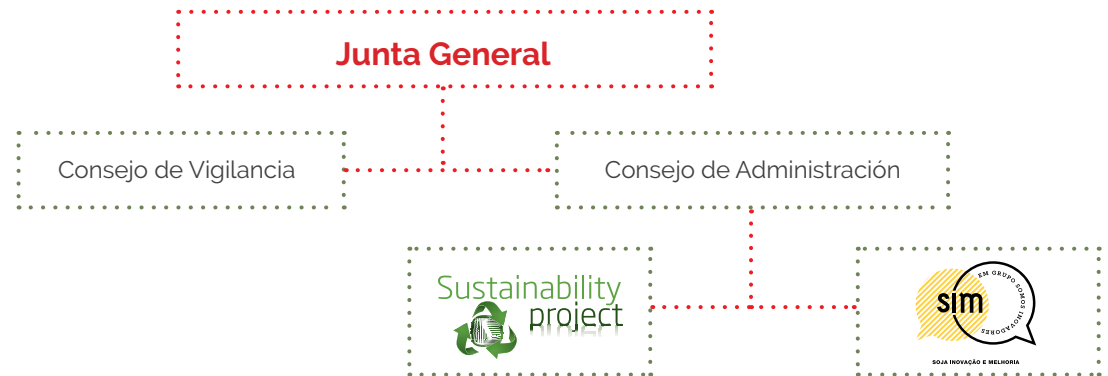 Junta General
Consejo de Vigilancia
Consejo de Administración
Sustainability
project
sim
EM GRUPO SOMOS INOVADORES
SOJA INOVAÇÃO E MELHORIA